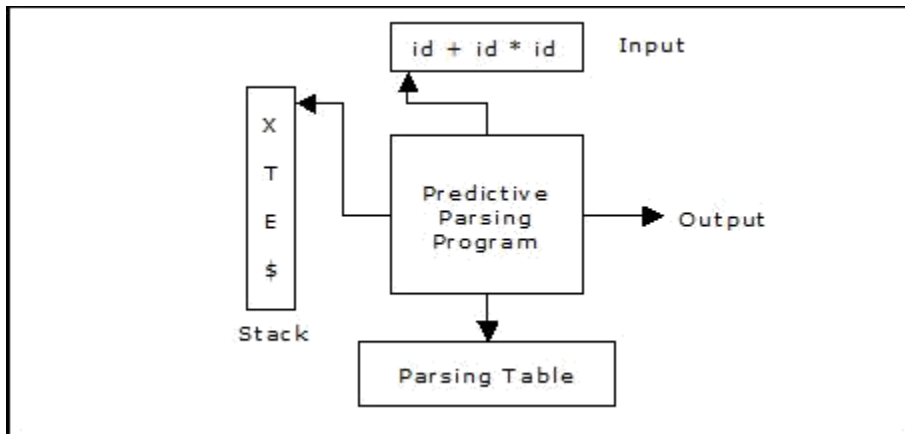 id + id * id
Input
X
T
E
$
Stack
Predictive
Parsing
Program
Output
Parsing Table